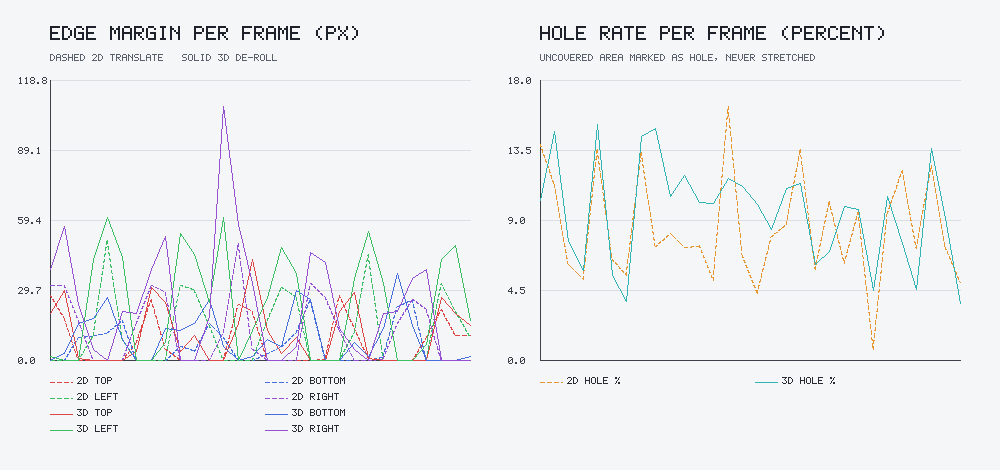 EDGE MARGIN PER FRAME (PX)
DASHED 2D TRANSLATE   SOLID 3D DE-ROLL
118.8
89.1
59.4
29.7
0.0
2D TOP
2D BOTTOM
2D LEFT
2D RIGHT
3D TOP
3D BOTTOM
3D LEFT
3D RIGHT
HOLE RATE PER FRAME (PERCENT)
UNCOVERED AREA MARKED AS HOLE, NEVER STRETCHED
18.0
13.5
9.0
4.5
0.0
2D HOLE %
3D HOLE %